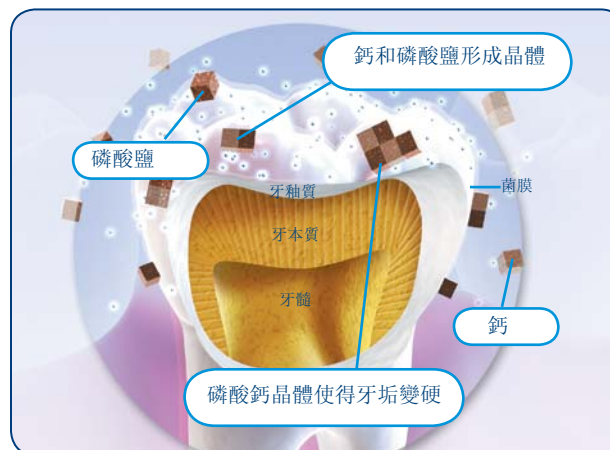 鈣和磷酸鹽形成晶體
磷酸鹽
牙釉质
菌膜
牙本質
牙髓
鈣
磷酸鈣晶體使得牙垢變硬